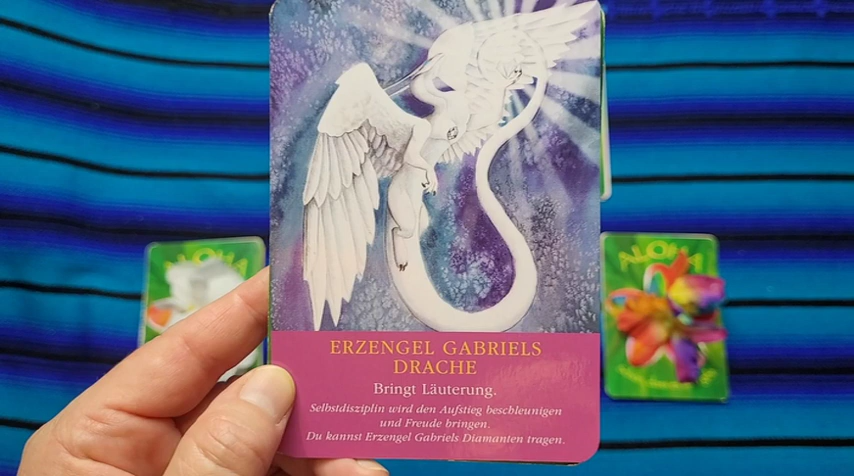 ERZENGEL GABRIELS
DRACHE
Bringt Läuterung.
Selbstdisziplin wird den Aufstieg beschleunigen
und Freude bringen.
Du kannst Erzengel Gabriels Diamanten tragen.
ALOHA
ALOHA